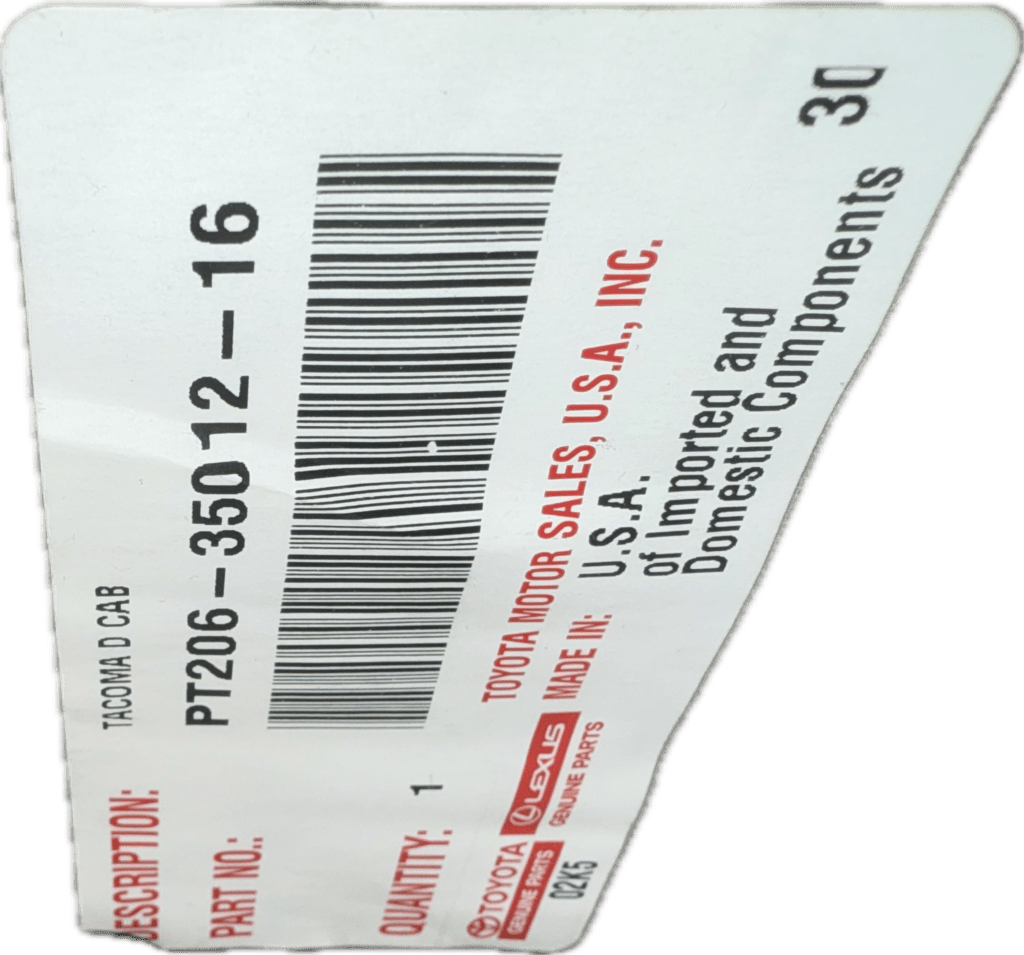 DESCRIPTION: TACOMA D CAB
PART NO.: PT206-35012-16
QUANTITY: 1
TOYOTA
GENUINE PARTS
LEXUS
GENUINE PARTS
TOYOTA MOTOR SALES, U.S.A., INC.
MADE IN: U.S.A.
of Imported and
Domestic Components
02K5